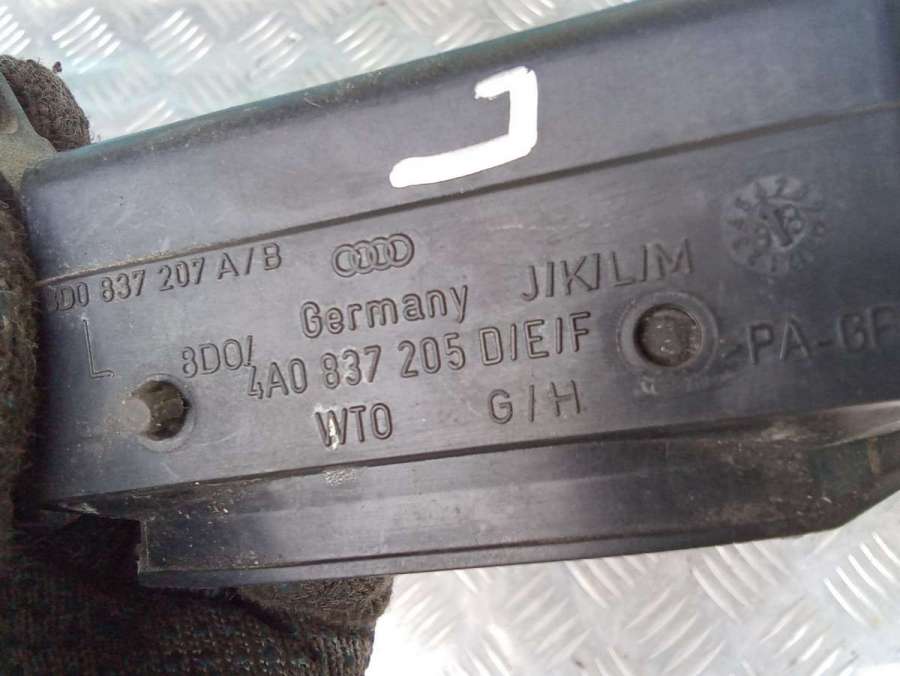 8D0 837 207 A/B
Germany J/K/L/M
L 8D0/ 4A0 837 205 D/E/F
WTO G/H
PA-GF